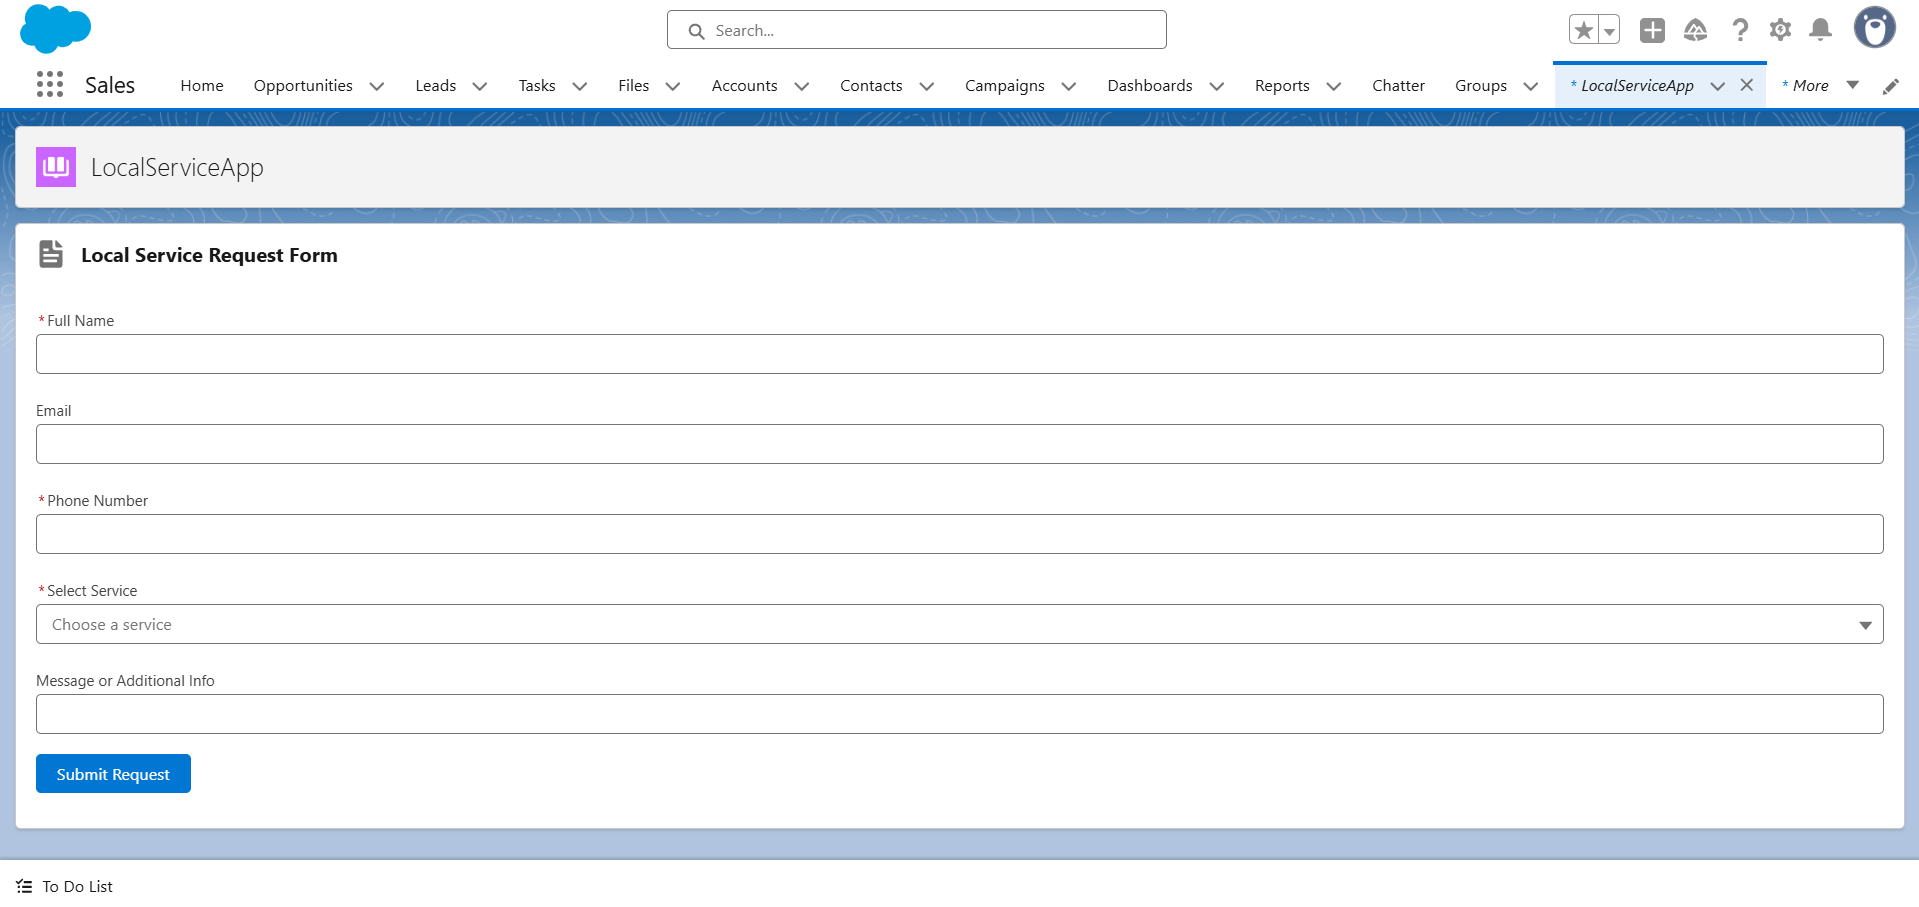 Search...
Sales Home Opportunities Leads Tasks Files Accounts Contacts Campaigns Dashboards Reports Chatter Groups * LocalServiceApp * More
LocalServiceApp
Local Service Request Form
*Full Name
Email
*Phone Number
*Select Service
Choose a service
Message or Additional Info
Submit Request
To Do List